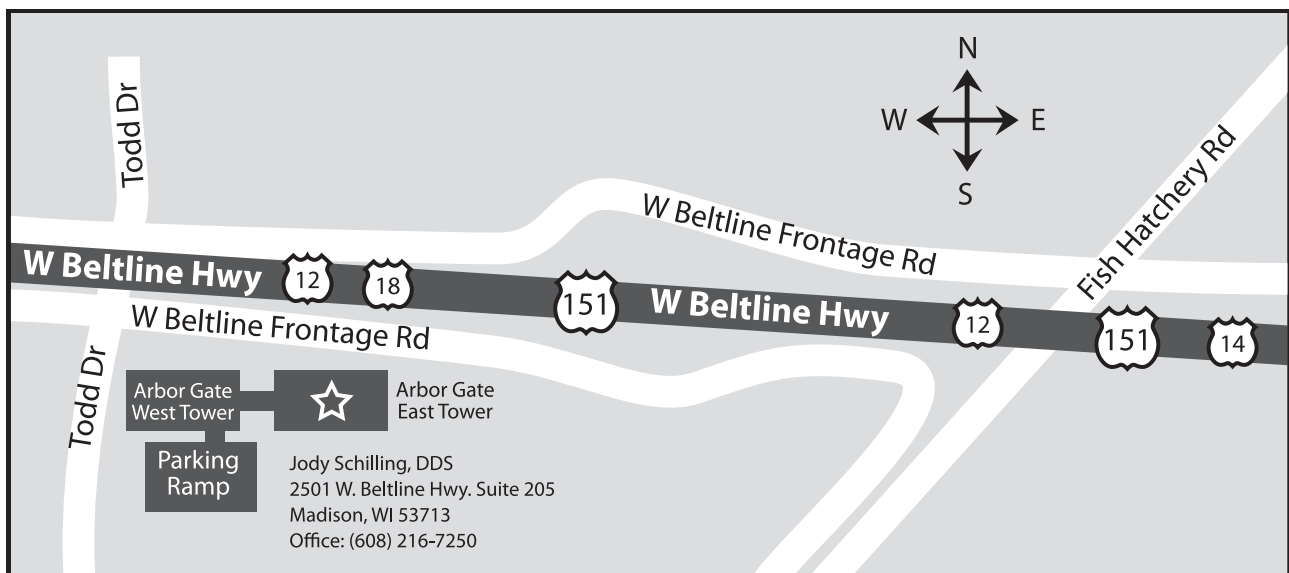 N
W
E
S
Todd Dr
W Beltline Frontage Rd
Fish Hatchery Rd
W Beltline Hwy
12
18
151
W Beltline Hwy
12
151
14
W Beltline Frontage Rd
Todd Dr
Arbor Gate
West Tower
Arbor Gate
East Tower
Parking
Ramp
Jody Schilling, DDS
2501 W. Beltline Hwy. Suite 205
Madison, WI 53713
Office: (608) 216-7250